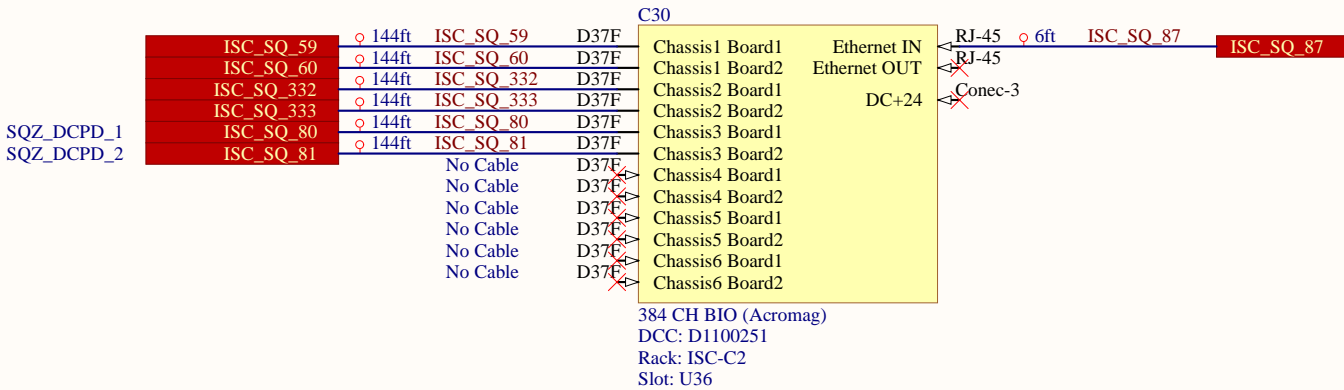 C30
ISC_SQ_59 144ft ISC_SQ_59 D37F Chassis1 Board1 Ethernet IN RJ-45 6ft ISC_SQ_87 ISC_SQ_87
ISC_SQ_60 144ft ISC_SQ_60 D37F Chassis1 Board2 Ethernet OUT RJ-45
ISC_SQ_332 144ft ISC_SQ_332 D37F Chassis2 Board1 DC+24 Conec-3
ISC_SQ_333 144ft ISC_SQ_333 D37F Chassis2 Board2
SQZ_DCPD_1 ISC_SQ_80 144ft ISC_SQ_80 D37F Chassis3 Board1
SQZ_DCPD_2 ISC_SQ_81 144ft ISC_SQ_81 D37F Chassis3 Board2
No Cable D37F Chassis4 Board1
No Cable D37F Chassis4 Board2
No Cable D37F Chassis5 Board1
No Cable D37F Chassis5 Board2
No Cable D37F Chassis6 Board1
No Cable D37F Chassis6 Board2
384 CH BIO (Acromag)
DCC: D1100251
Rack: ISC-C2
Slot: U36